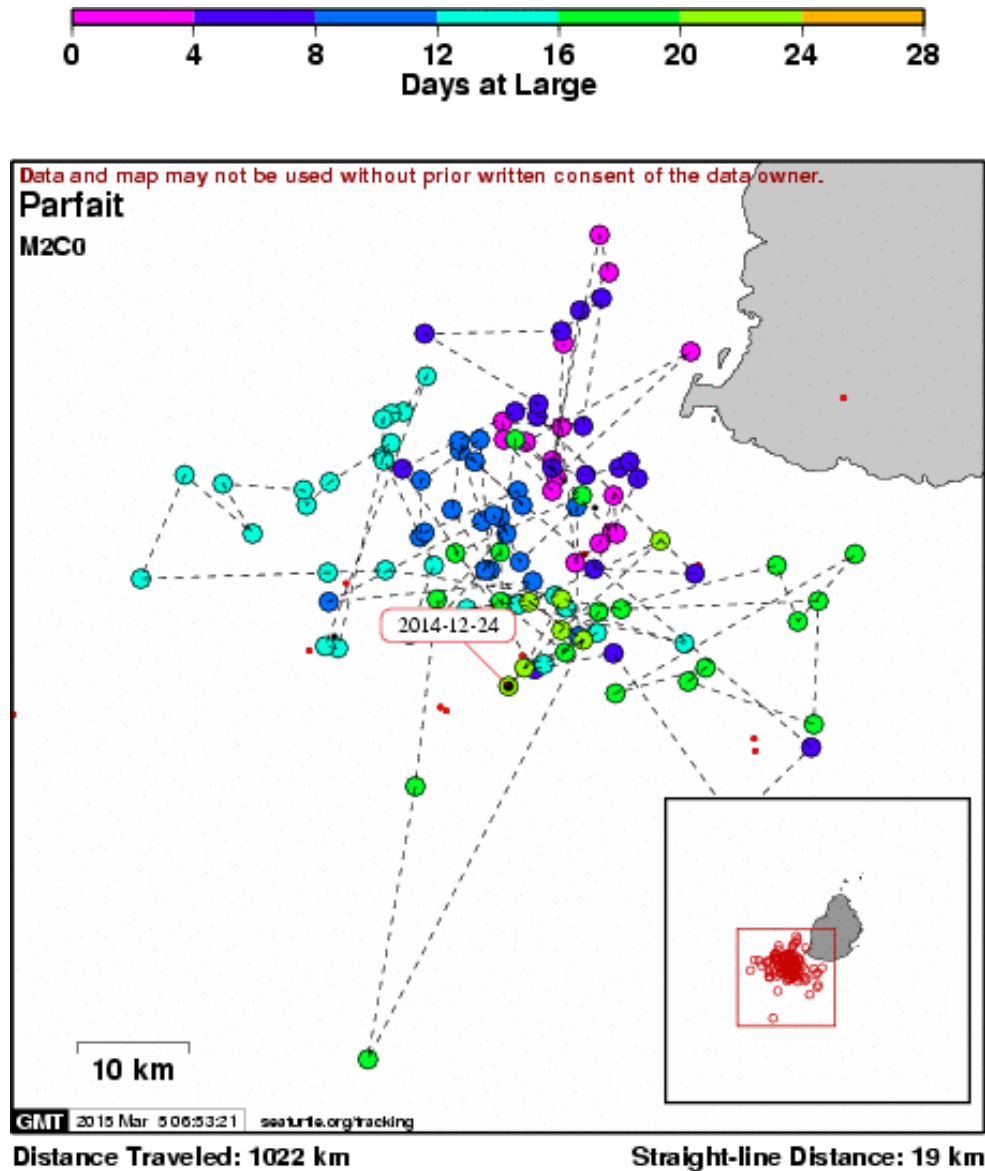 0 4 8 12 16 20 24 28
Days at Large
Data and map may not be used without prior written consent of the data owner.
Parfait
M2C0
2014-12-24
10 km
GMT 2015 Mar 5 06:53:21 seaturtle.org/tracking
Distance Traveled: 1022 km Straight-line Distance: 19 km